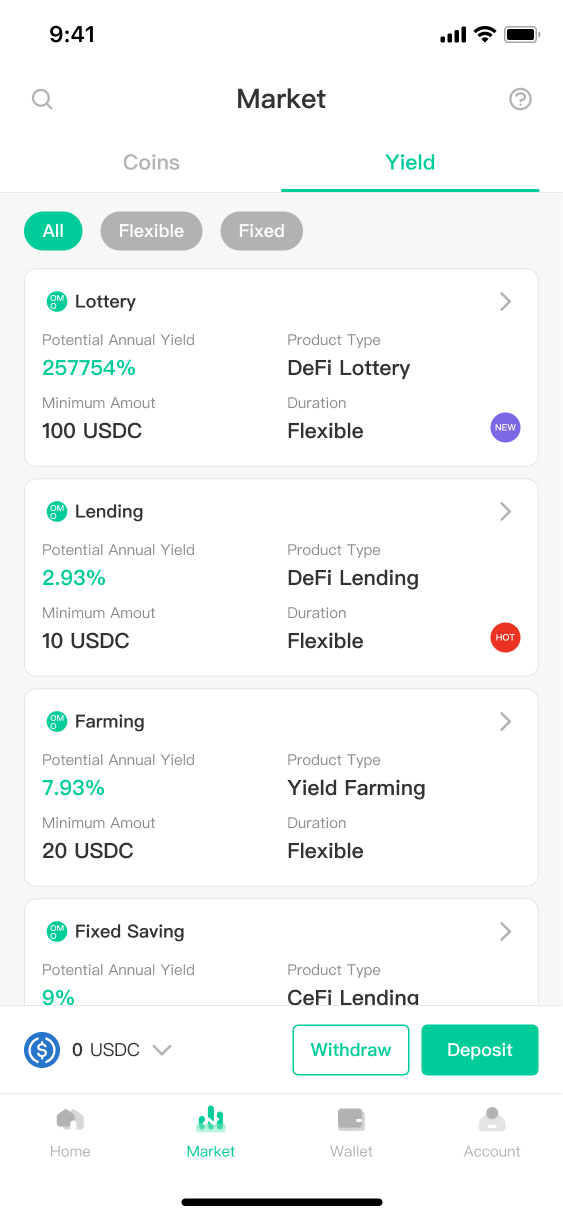 9:41
Market
Coins Yield
All Flexible Fixed
OM
O
Lottery
Potential Annual Yield Product Type
257754% DeFi Lottery
Minimum Amout Duration
100 USDC Flexible
NEW
OM
O
Lending
Potential Annual Yield Product Type
2.93% DeFi Lending
Minimum Amout Duration
10 USDC Flexible
HOT
OM
O
Farming
Potential Annual Yield Product Type
7.93% Yield Farming
Minimum Amout Duration
20 USDC Flexible
OM
O
Fixed Saving
Potential Annual Yield Product Type
9% CeFi Lending
$ 0 USDC Withdraw Deposit
Home Market Wallet Account